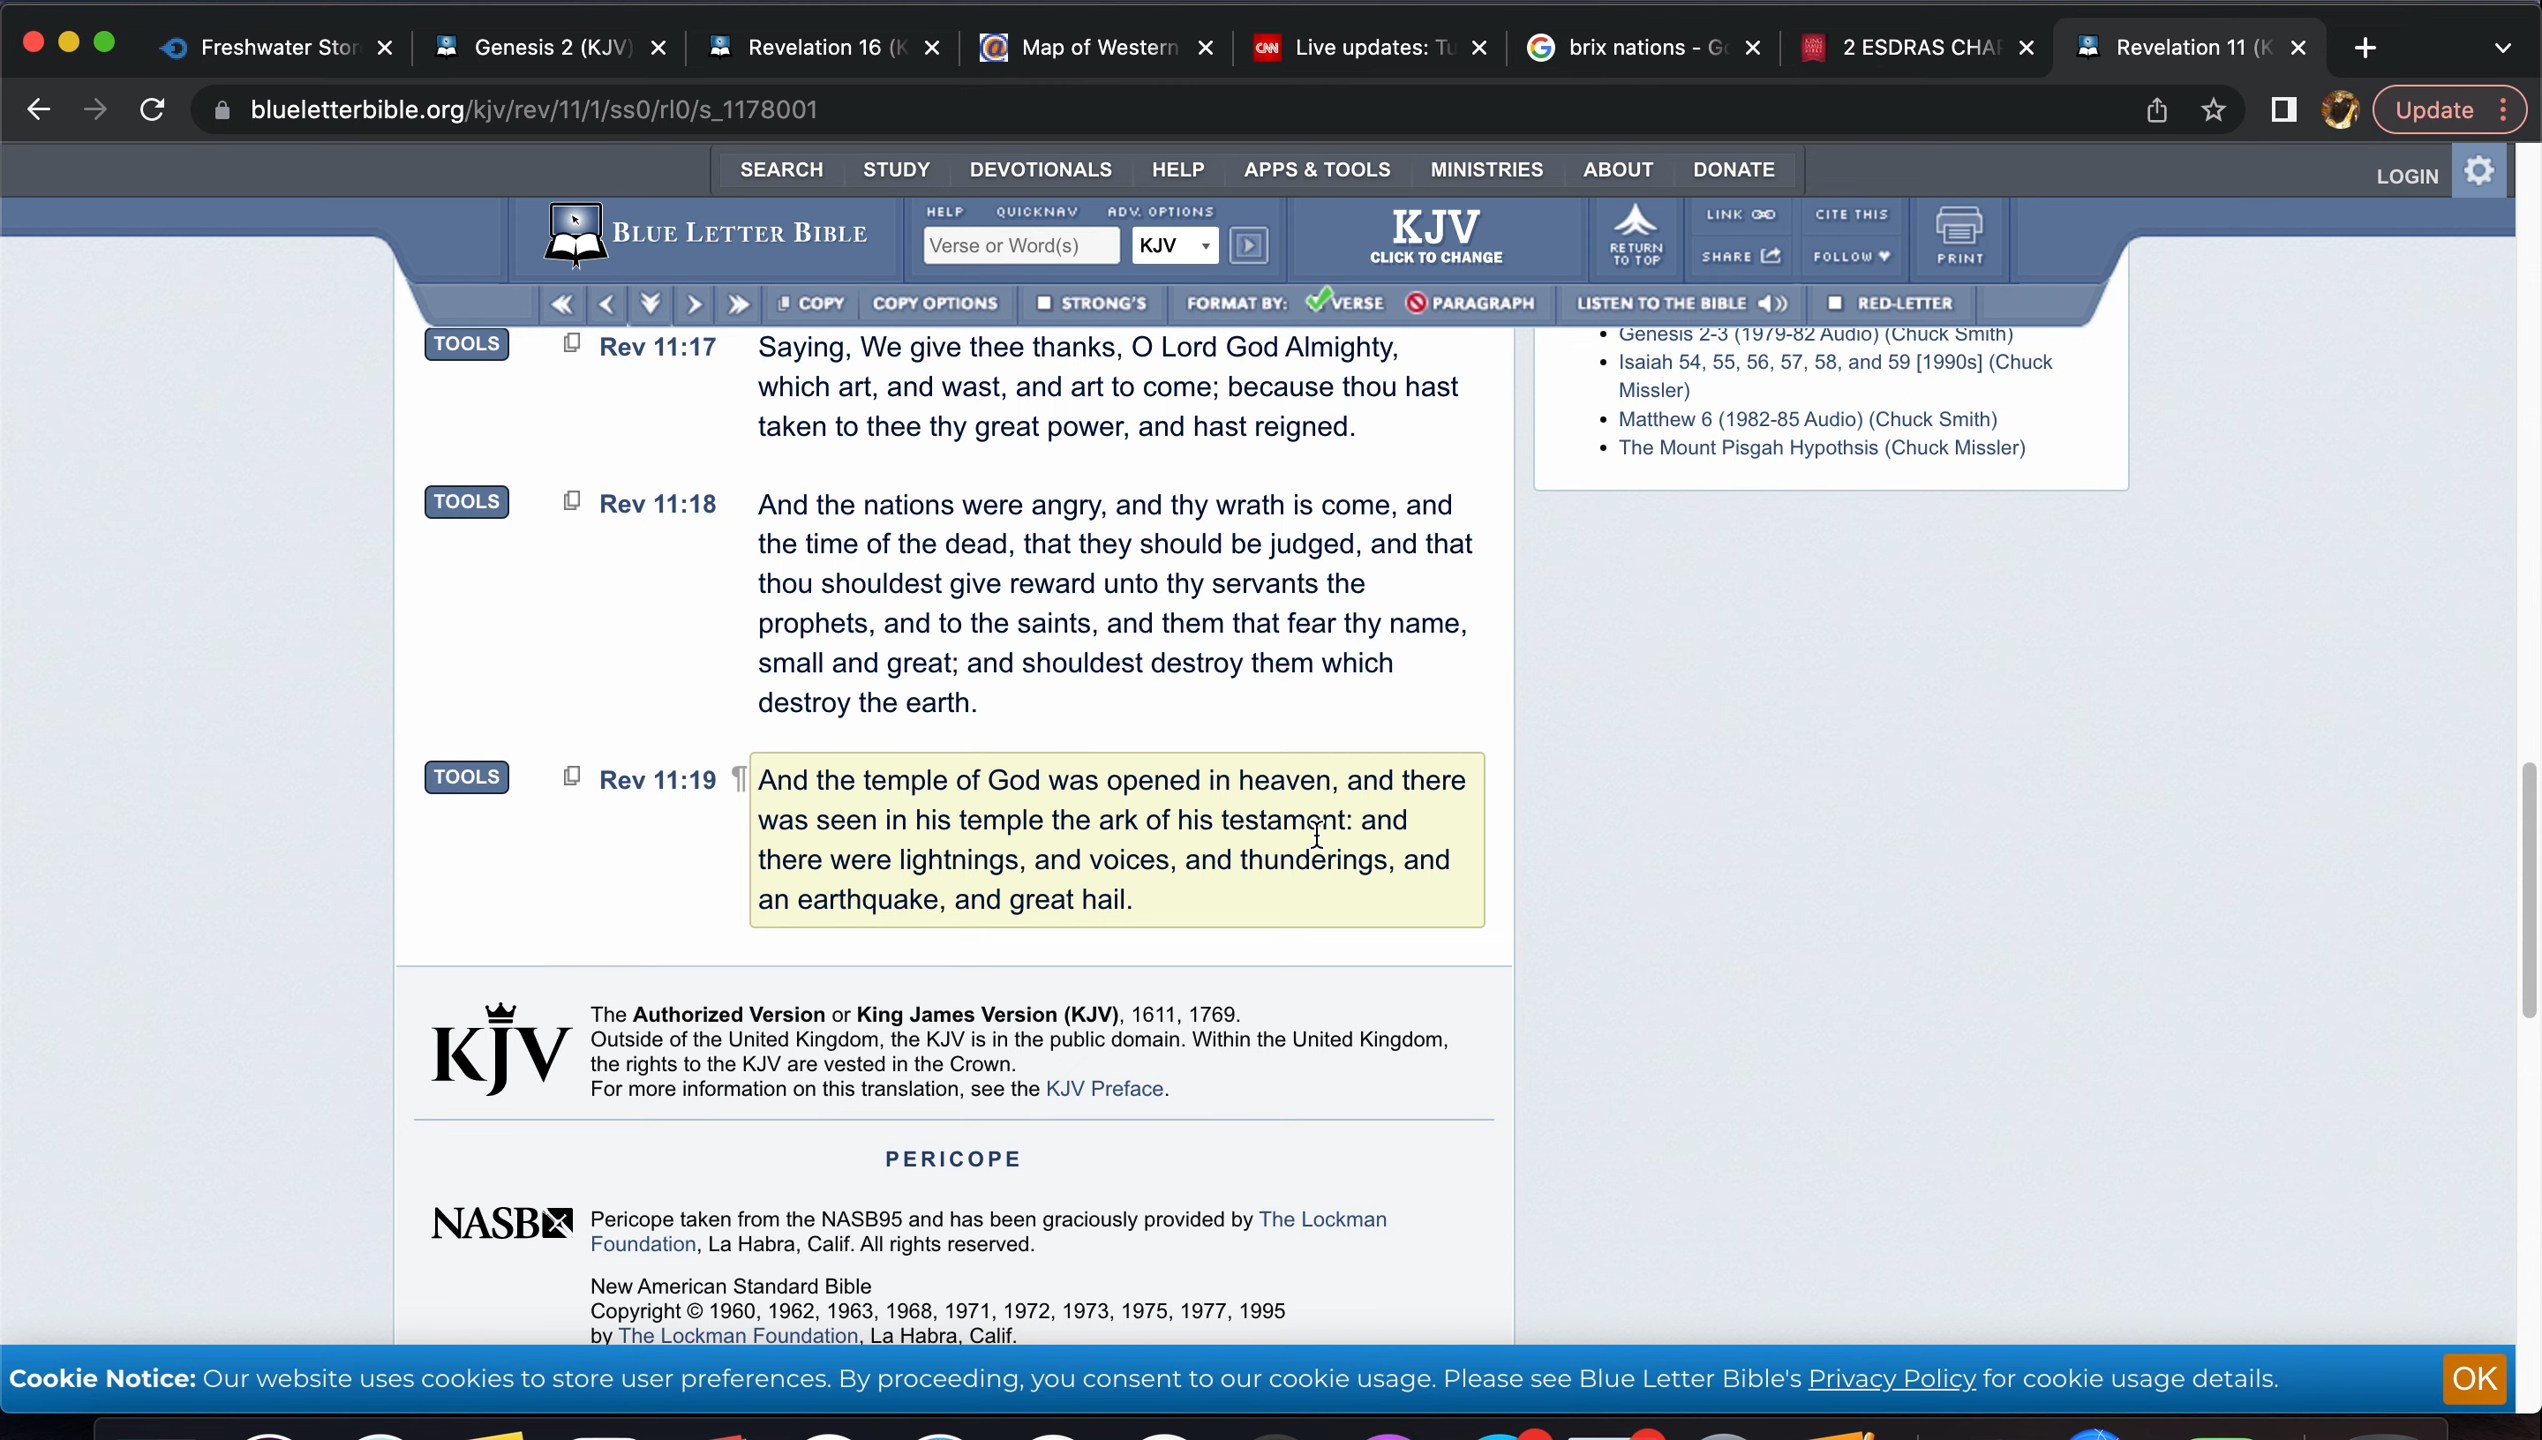 Freshwater Stor
Genesis 2 (KJV)
Revelation 16 (K
Map of Western
CNN Live updates: Tu
brix nations - Go
2 ESDRAS CHAP
Revelation 11 (K
blueletterbible.org/kjv/rev/11/1/ss0/rl0/s_1178001
Update
SEARCH STUDY DEVOTIONALS HELP APPS & TOOLS MINISTRIES ABOUT DONATE
LOGIN
BLUE LETTER BIBLE
HELP QUICKNAV ADV. OPTIONS
Verse or Word(s) KJV
KJV
CLICK TO CHANGE
RETURN
TO TOP
LINK CITE THIS
SHARE FOLLOW
PRINT
COPY COPY OPTIONS STRONG'S FORMAT BY: VERSE PARAGRAPH LISTEN TO THE BIBLE RED-LETTER
TOOLS Rev 11:17 Saying, We give thee thanks, O Lord God Almighty,
which art, and wast, and art to come; because thou hast
taken to thee thy great power, and hast reigned.
TOOLS Rev 11:18 And the nations were angry, and thy wrath is come, and
the time of the dead, that they should be judged, and that
thou shouldest give reward unto thy servants the
prophets, and to the saints, and them that fear thy name,
small and great; and shouldest destroy them which
destroy the earth.
TOOLS Rev 11:19 ¶ And the temple of God was opened in heaven, and there
was seen in his temple the ark of his testament: and
there were lightnings, and voices, and thunderings, and
an earthquake, and great hail.
• Genesis 2-3 (1979-82 Audio) (Chuck Smith)
• Isaiah 54, 55, 56, 57, 58, and 59 [1990s] (Chuck
Missler)
• Matthew 6 (1982-85 Audio) (Chuck Smith)
• The Mount Pisgah Hypothsis (Chuck Missler)
KJV
The Authorized Version or King James Version (KJV), 1611, 1769.
Outside of the United Kingdom, the KJV is in the public domain. Within the United Kingdom,
the rights to the KJV are vested in the Crown.
For more information on this translation, see the KJV Preface.
PERICOPE
NASB
Pericope taken from the NASB95 and has been graciously provided by The Lockman
Foundation, La Habra, Calif. All rights reserved.
New American Standard Bible
Copyright © 1960, 1962, 1963, 1968, 1971, 1972, 1973, 1975, 1977, 1995
by The Lockman Foundation, La Habra, Calif.
Cookie Notice: Our website uses cookies to store user preferences. By proceeding, you consent to our cookie usage. Please see Blue Letter Bible's Privacy Policy for cookie usage details.
OK